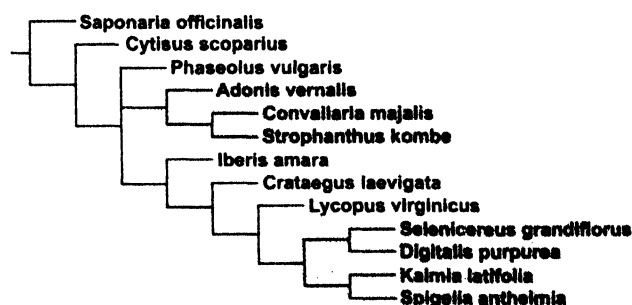 Saponaria officinalis
Cytisus scoparius
Phaseolus vulgaris
Adonis vernalis
Convallaria majalis
Strophanthus kombe
Iberis amara
Crataegus laevigata
Lycopus virginicus
Selenicereus grandiflorus
Digitalis purpurea
Kalmia latifolia
Spigelia anthelmia